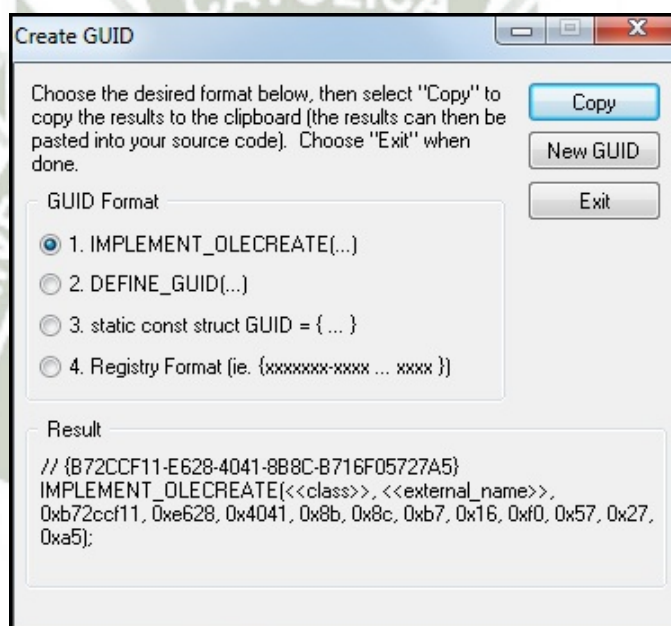 CATOLICA
Create GUID
Choose the desired format below, then select "Copy" to
copy the results to the clipboard (the results can then be
pasted into your source code). Choose "Exit" when
done.
Copy
New GUID
Exit
GUID Format
1. IMPLEMENT_OLECREATE(...)
2. DEFINE_GUID(...)
3. static const struct GUID = { ... }
4. Registry Format (ie. {xxxxxxx-xxxx ... xxxx })
Result
// {B72CCF11-E628-4041-8B8C-B716F05727A5}
IMPLEMENT_OLECREATE(<<class>>, <<external_name>>,
0xb72ccf11, 0xe628, 0x4041, 0x8b, 0x8c, 0xb7, 0x16, 0xf0, 0x57, 0x27,
0xa5);